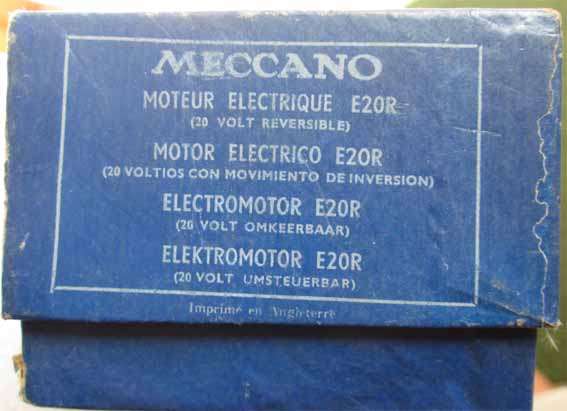 MECCANO
MOTEUR ELECTRIQUE E20R
(20 VOLT REVERSIBLE)
MOTOR ELECTRICO E20R
(20 VOLTIOS CON MOVIMIENTO DE INVERSION)
ELECTROMOTOR E20R
(20 VOLT OMKEERBAAR)
ELEKTROMOTOR E20R
(20 VOLT UMSTEUERBAR)
Imprimé en Angleterre